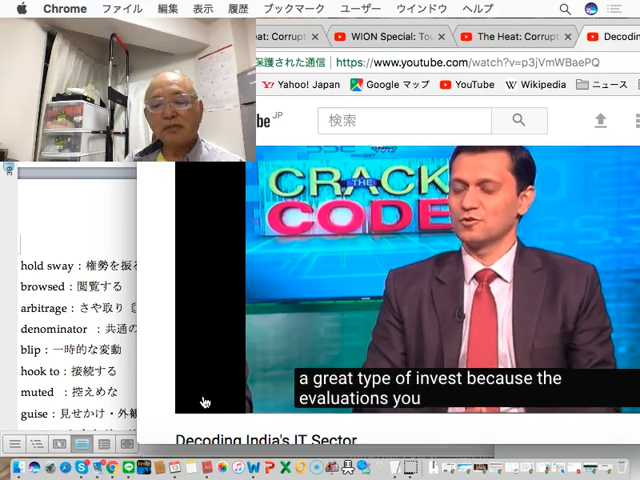 Chrome ファイル 編集 表示 履歴 ブックマーク ユーザー ウインドウ ヘルプ
eat: Corrupt × WION Special: Tou × The Heat: Corrupt × Decodin
保護された通信 | https://www.youtube.com/watch?v=p3jVmWBaePQ
Yahoo! Japan Google マップ YouTube Wikipedia ニュース
be JP 検索
PRESENT
CRACK
THE
CODE
hold sway：権勢を振る
browsed：閲覧する
arbitrage：さや取り〔
denominator ：共通の
blip：一時的な変動
hook to：接続する
muted ：控えめな
guise：見せかけ・外観
a great type of invest because the
evaluations you
Decoding India's IT Sector